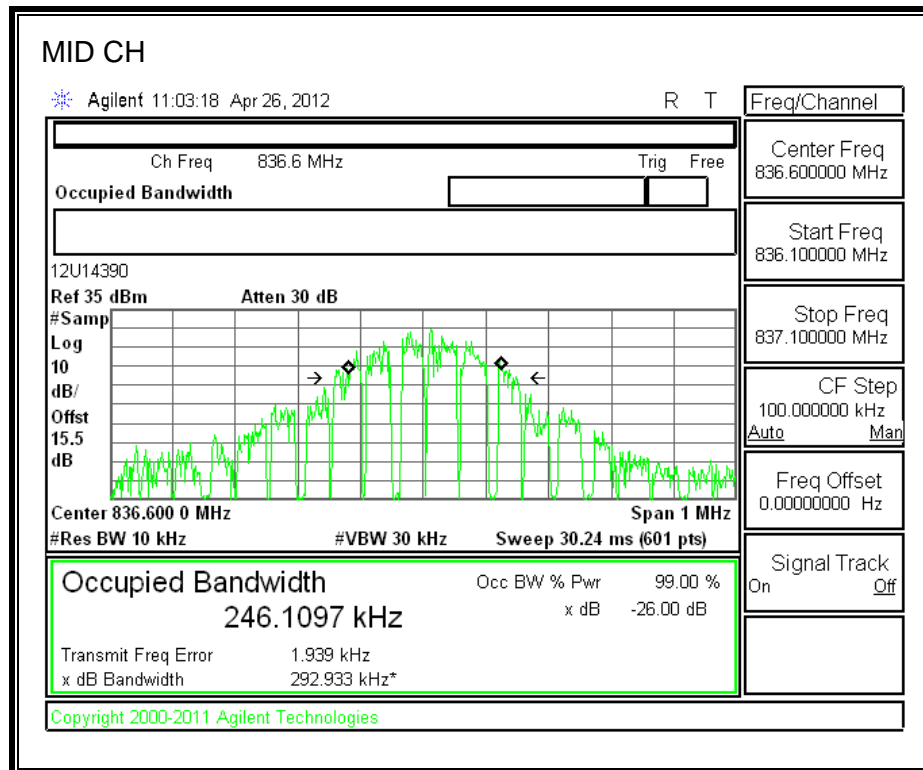 MID CH
Agilent 11:03:18 Apr 26, 2012 R T
Freq/Channel
Ch Freq 836.6 MHz Trig Free
Occupied Bandwidth
Center Freq
836.600000 MHz
Start Freq
836.100000 MHz
12U14390
Ref 35 dBm Atten 30 dB
#Samp
Log
10
dB/
Offst
15.5
dB
Stop Freq
837.100000 MHz
CF Step
100.000000 kHz
Auto Man
Freq Offset
0.00000000 Hz
Center 836.600 0 MHz Span 1 MHz
#Res BW 10 kHz #VBW 30 kHz Sweep 30.24 ms (601 pts)
Signal Track
On Off
Occupied Bandwidth Occ BW % Pwr 99.00 %
246.1097 kHz x dB -26.00 dB
Transmit Freq Error 1.939 kHz
x dB Bandwidth 292.933 kHz*
Copyright 2000-2011 Agilent Technologies